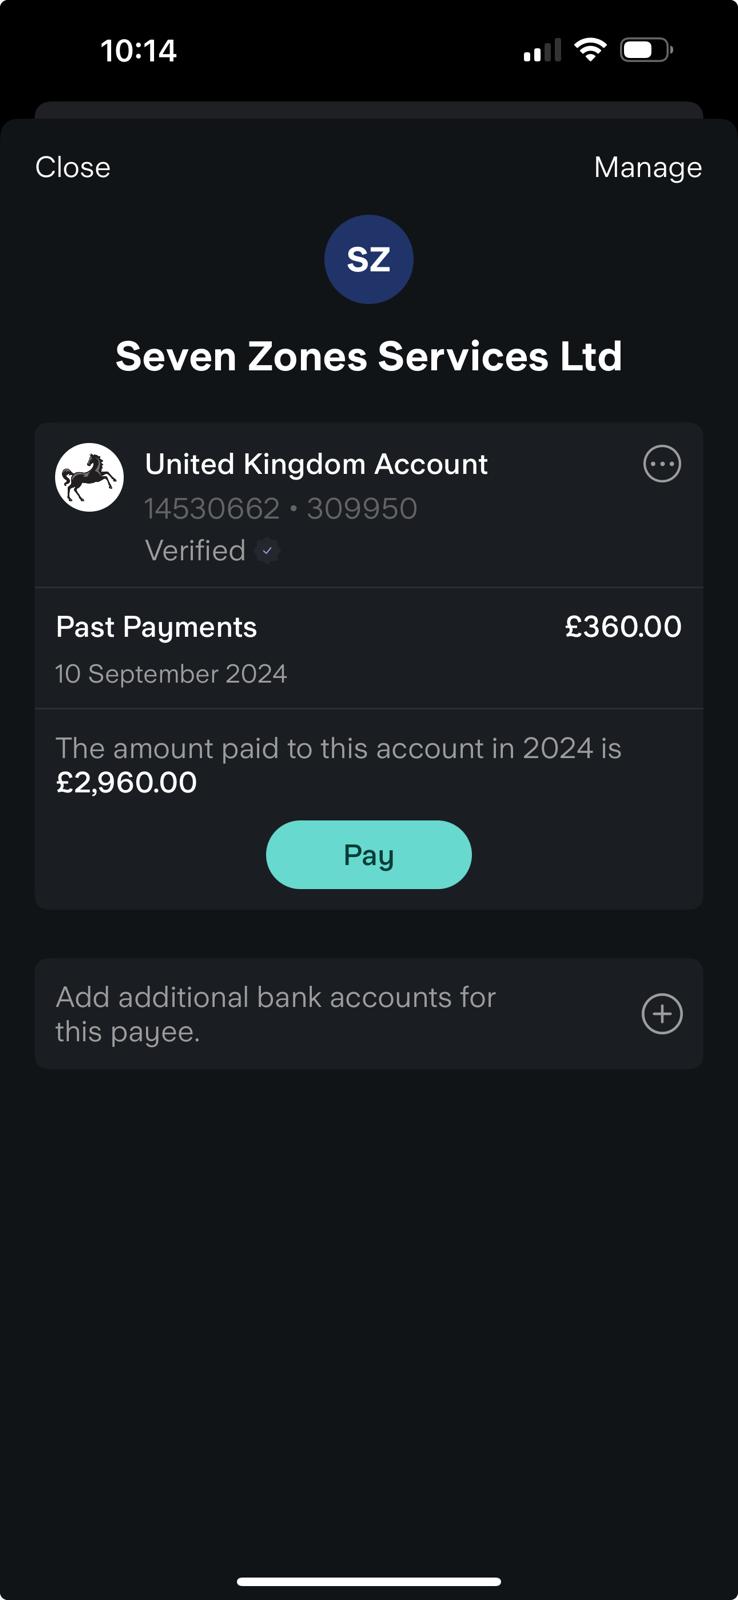 10:14
Close
Manage
SZ
Seven Zones Services Ltd
United Kingdom Account
14530662 • 309950
Verified
Past Payments
£360.00
10 September 2024
The amount paid to this account in 2024 is
£2,960.00
Pay
Add additional bank accounts for
this payee.